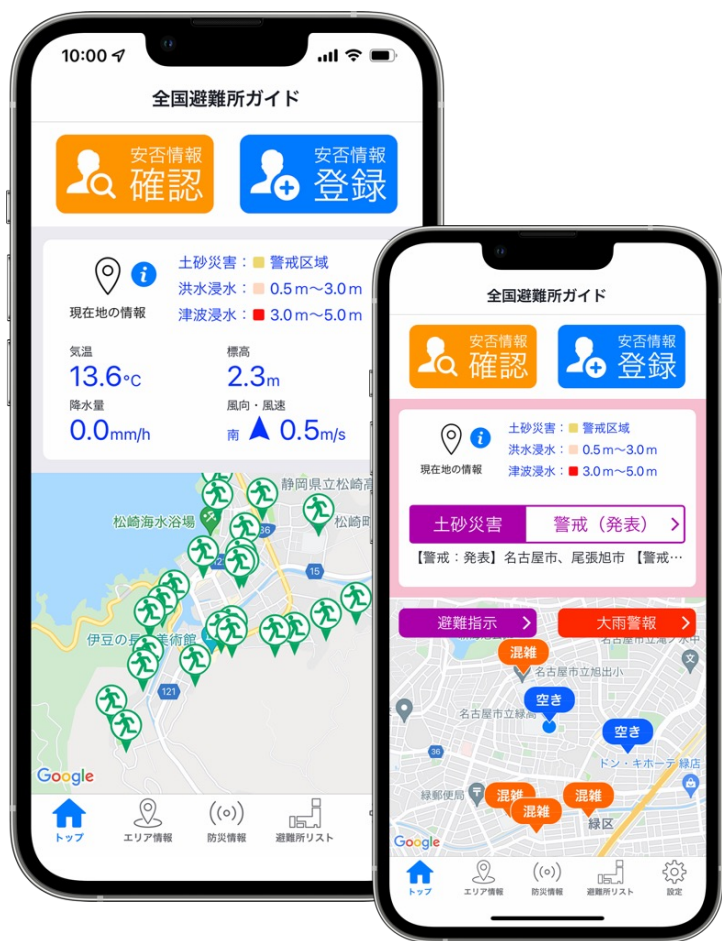 10:00
全国避難所ガイド
安否情報
確認
安否情報
登録
現在地の情報
土砂災害：警戒区域
洪水浸水：0.5m〜3.0m
津波浸水：3.0m〜5.0m
気温
13.6℃
標高
2.3m
降水量
0.0mm/h
風向・風速
南 0.5m/s
静岡県立松崎高
松崎海水浴場
松崎町
36
15
伊豆の長
美術館
121
Google
トップ
エリア情報
防災情報
避難所リスト
全国避難所ガイド
安否情報
確認
安否情報
登録
現在地の情報
土砂災害：警戒区域
洪水浸水：0.5m〜3.0m
津波浸水：3.0m〜5.0m
土砂災害 警戒（発表）
【警戒：発表】名古屋市、尾張旭市 【警戒…
避難指示
大雨警報
混雑
名古屋市立旭出小
文
空き
名古屋市立緑高
空き
36
ドン・キホーテ 緑店
緑郵便局
混雑
混雑
混雑
緑区
Google
トップ
エリア情報
防災情報
避難所リスト
設定